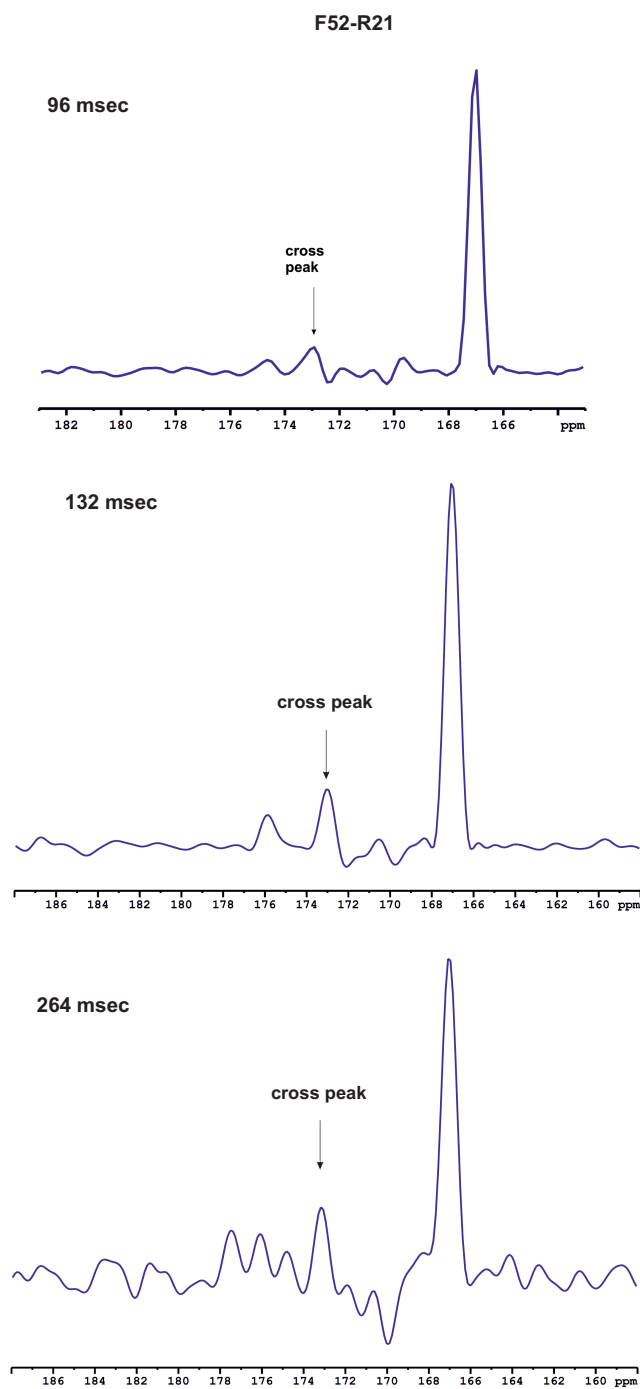 F52-R21
96 msec
cross
peak
182 180 178 176 174 172 170 168 166 ppm
132 msec
cross peak
186 184 182 180 178 176 174 172 170 168 166 164 162 160 ppm
264 msec
cross peak
186 184 182 180 178 176 174 172 170 168 166 164 162 160 ppm